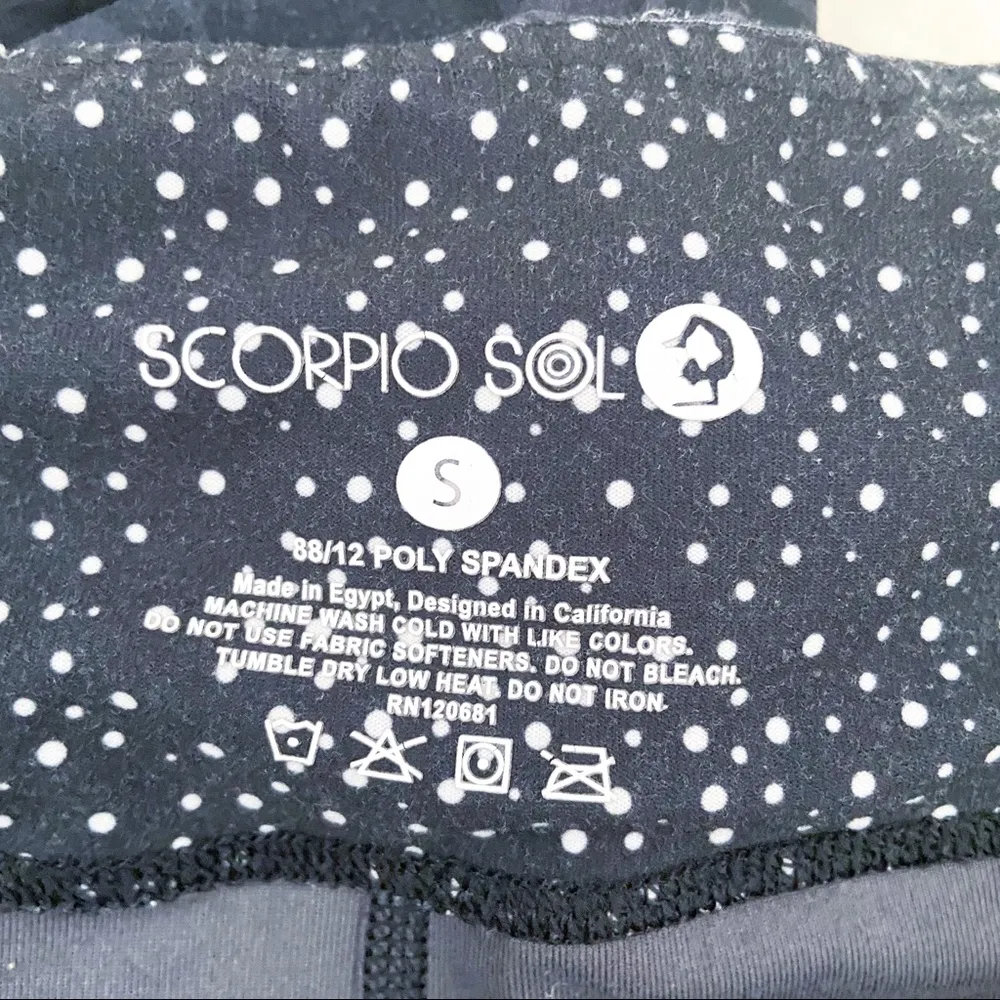 SCORPIO SOL
S
88/12 POLY SPANDEX
Made in Egypt, Designed in California
MACHINE WASH COLD WITH LIKE COLORS.
DO NOT USE FABRIC SOFTENERS. DO NOT BLEACH.
TUMBLE DRY LOW HEAT. DO NOT IRON.
RN120681